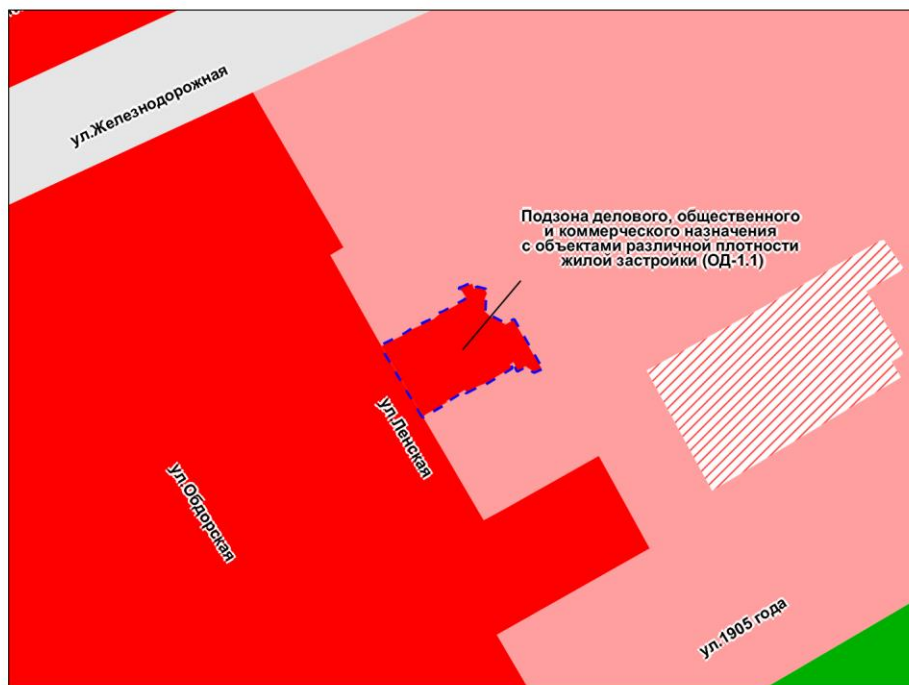 ул.Железнодорожная
Подзона делового, общественного
и коммерческого назначения
с объектами различной плотности
жилой застройки (ОД-1.1)
ул.Ленская
ул.Обдорская
ул.1905 года